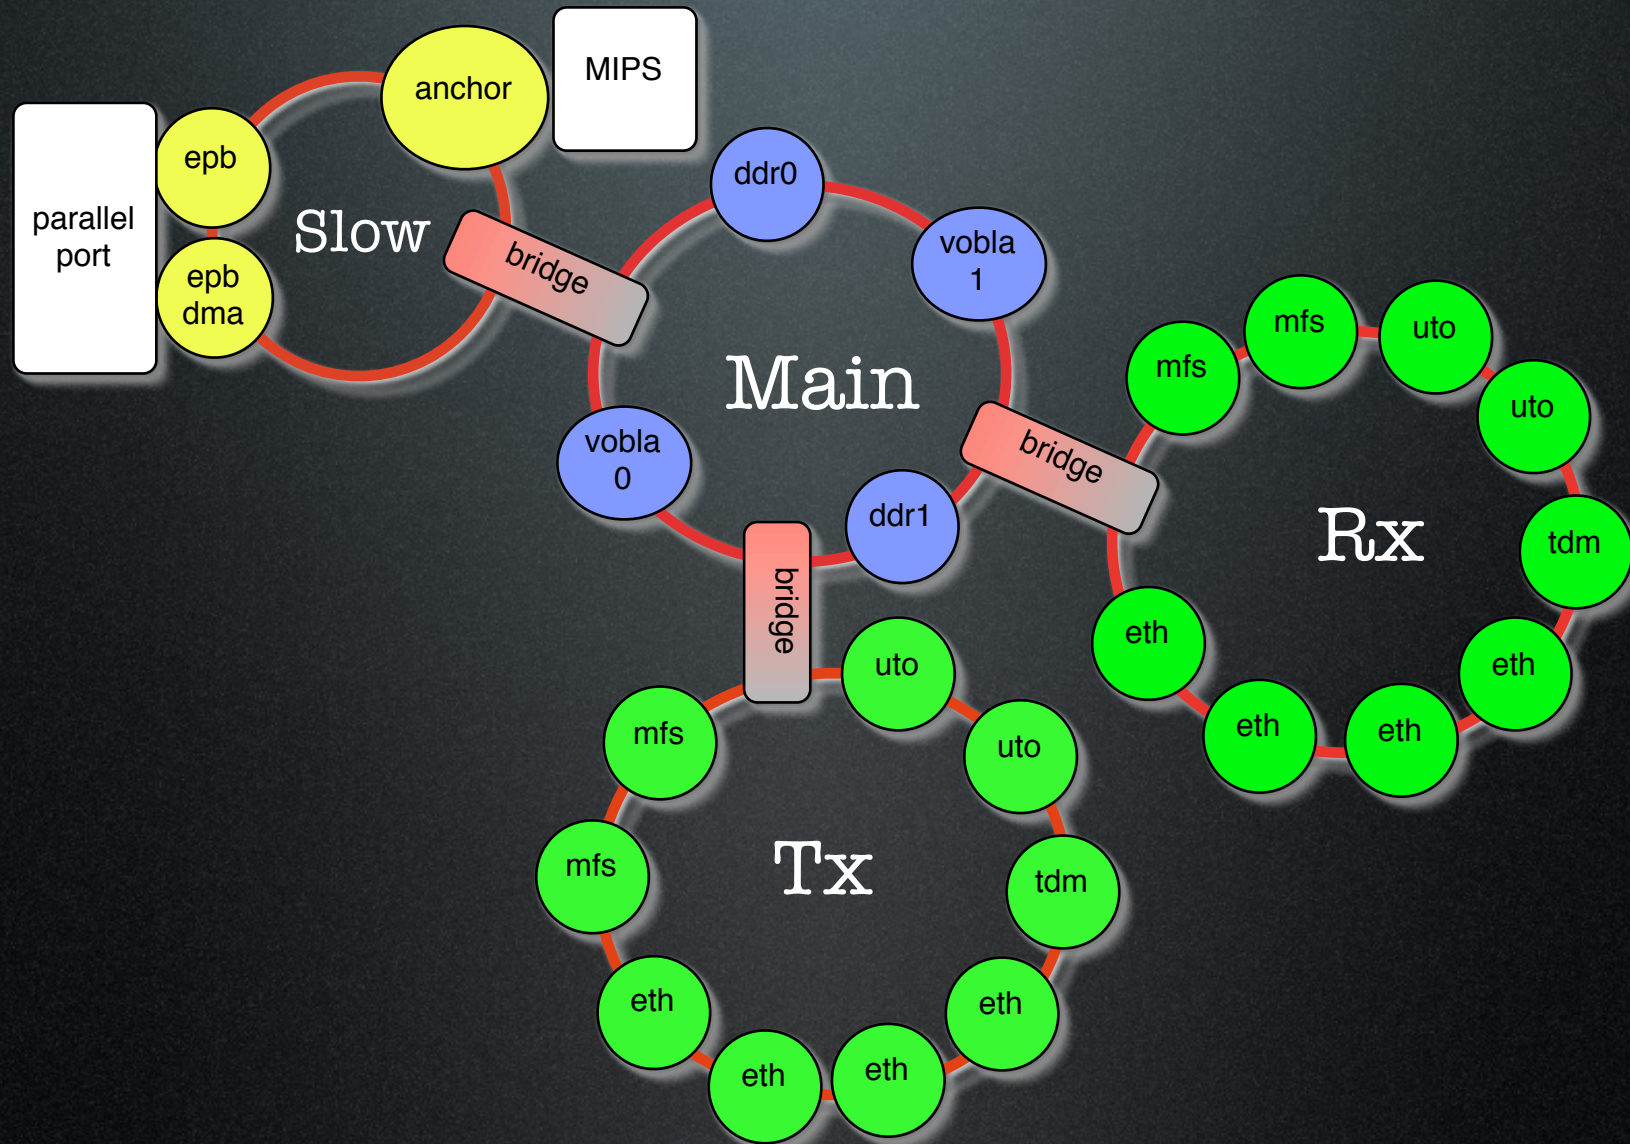 MIPS
anchor
parallel
port
epb
epb
dma
Slow
bridge
ddr0
vobla
1
Main
vobla
0
ddr1
bridge
bridge
mfs
mfs
uto
uto
tdm
eth
eth
eth
eth
Rx
uto
uto
tdm
eth
eth
eth
eth
mfs
mfs
Tx